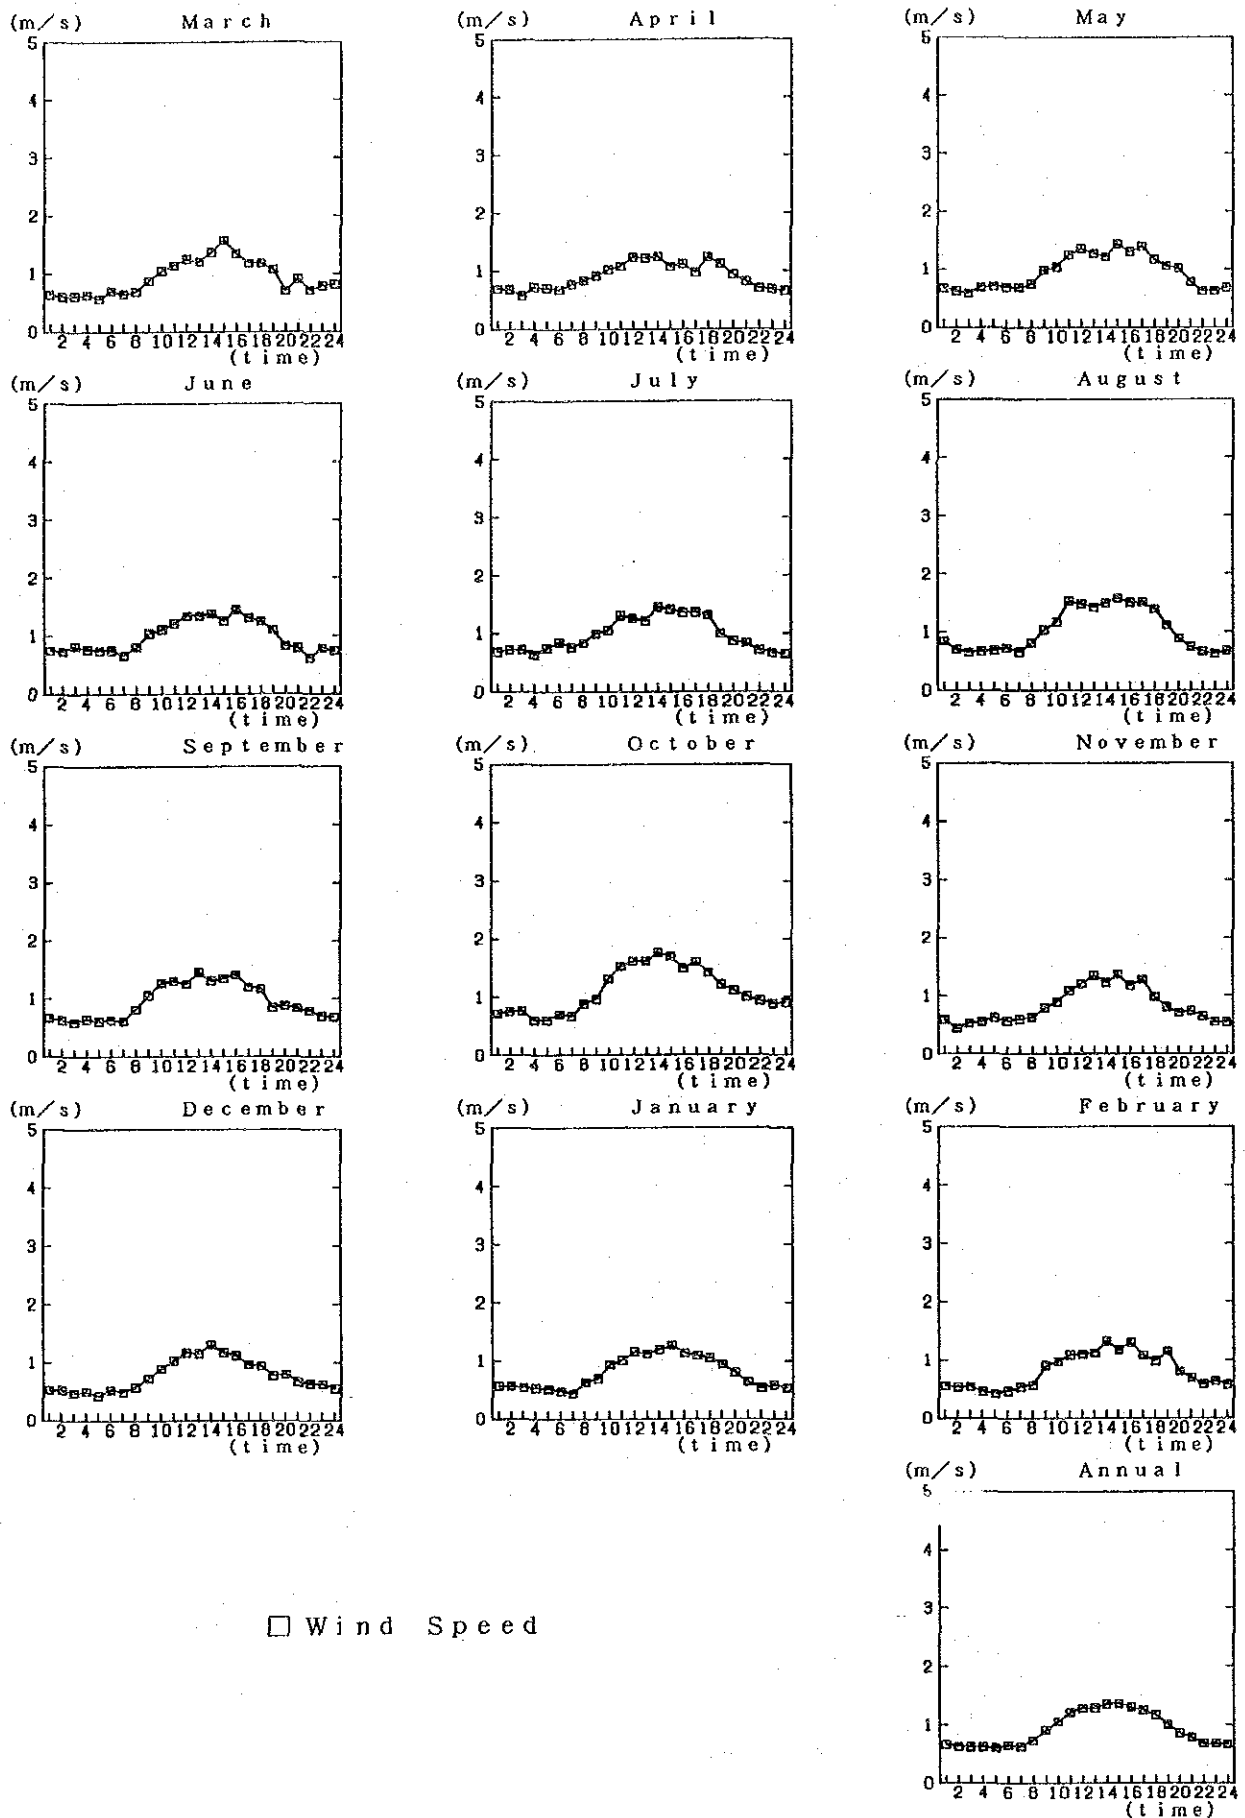 (m/s) March
5
4
3
2
1
0
2 4 6 8 10 12 14 16 18 20 22 24
(time)
(m/s) April
5
4
3
2
1
0
2 4 6 8 10 12 14 16 18 20 22 24
(time)
(m/s) May
5
4
3
2
1
0
2 4 6 8 10 12 14 16 18 20 22 24
(time)
(m/s) June
5
4
3
2
1
0
2 4 6 8 10 12 14 16 18 20 22 24
(time)
(m/s) July
5
4
3
2
1
0
2 4 6 8 10 12 14 16 18 20 22 24
(time)
(m/s) August
5
4
3
2
1
0
2 4 6 8 10 12 14 16 18 20 22 24
(time)
(m/s) September
5
4
3
2
1
0
2 4 6 8 10 12 14 16 18 20 22 24
(time)
(m/s) October
5
4
3
2
1
0
2 4 6 8 10 12 14 16 18 20 22 24
(time)
(m/s) November
5
4
3
2
1
0
2 4 6 8 10 12 14 16 18 20 22 24
(time)
(m/s) December
5
4
3
2
1
0
2 4 6 8 10 12 14 16 18 20 22 24
(time)
(m/s) January
5
4
3
2
1
0
2 4 6 8 10 12 14 16 18 20 22 24
(time)
(m/s) February
5
4
3
2
1
0
2 4 6 8 10 12 14 16 18 20 22 24
(time)
(m/s) Annual
5
4
3
2
1
0
2 4 6 8 10 12 14 16 18 20 22 24
(time)
Wind Speed